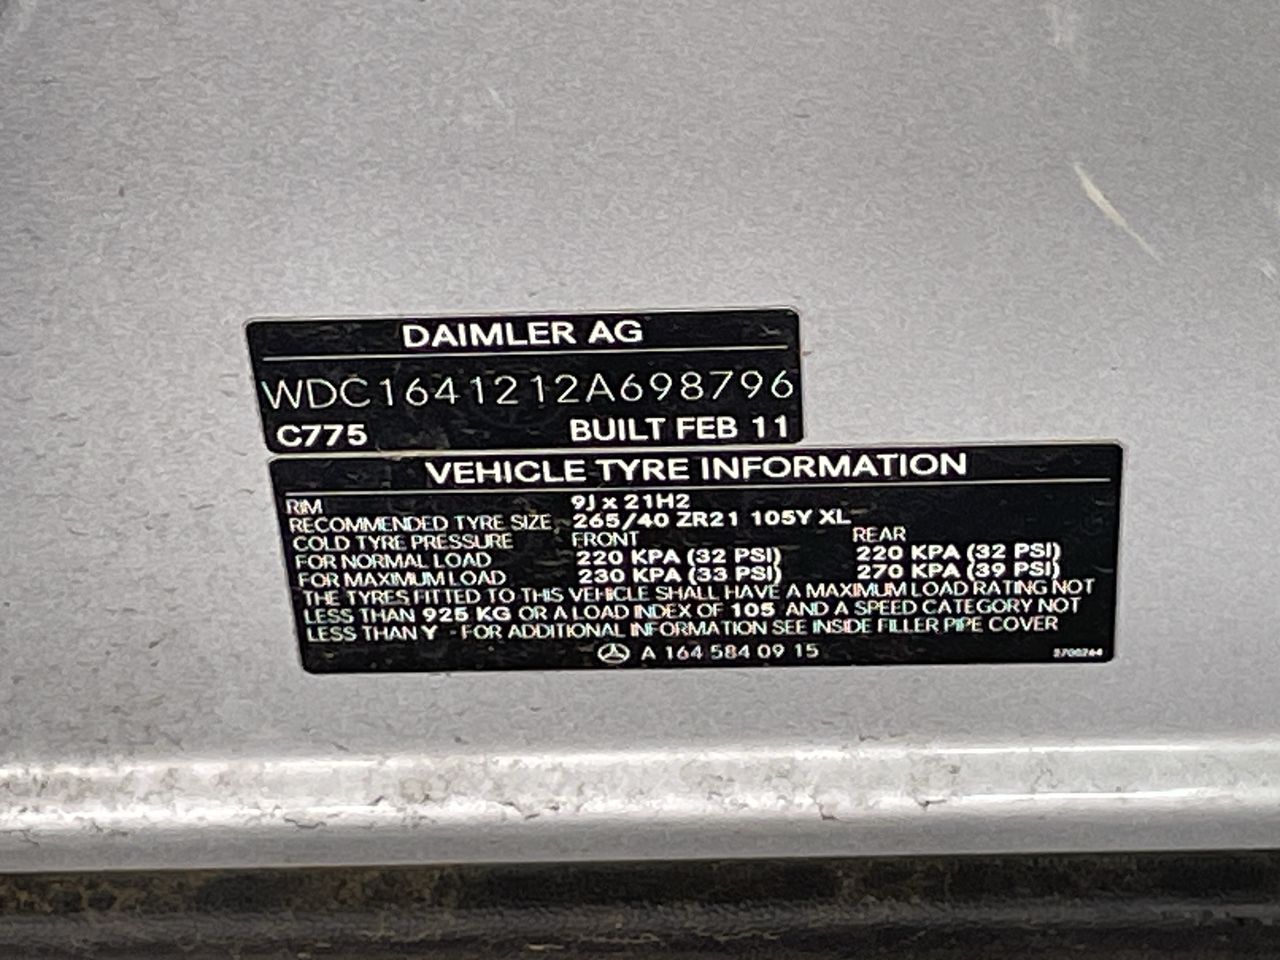 DAIMLER AG
WDC1641212A698796
C775 BUILT FEB 11
VEHICLE TYRE INFORMATION
RIM 9J x 21H2
RECOMMENDED TYRE SIZE 265/40 ZR21 105Y XL
COLD TYRE PRESSURE FRONT REAR
FOR NORMAL LOAD 220 KPA (32 PSI) 220 KPA (32 PSI)
FOR MAXIMUM LOAD 230 KPA (33 PSI) 270 KPA (39 PSI)
THE TYRES FITTED TO THIS VEHICLE SHALL HAVE A MAXIMUM LOAD RATING NOT
LESS THAN 925 KG OR A LOAD INDEX OF 105 AND A SPEED CATEGORY NOT
LESS THAN Y - FOR ADDITIONAL INFORMATION SEE INSIDE FILLER PIPE COVER
A 164 584 09 15